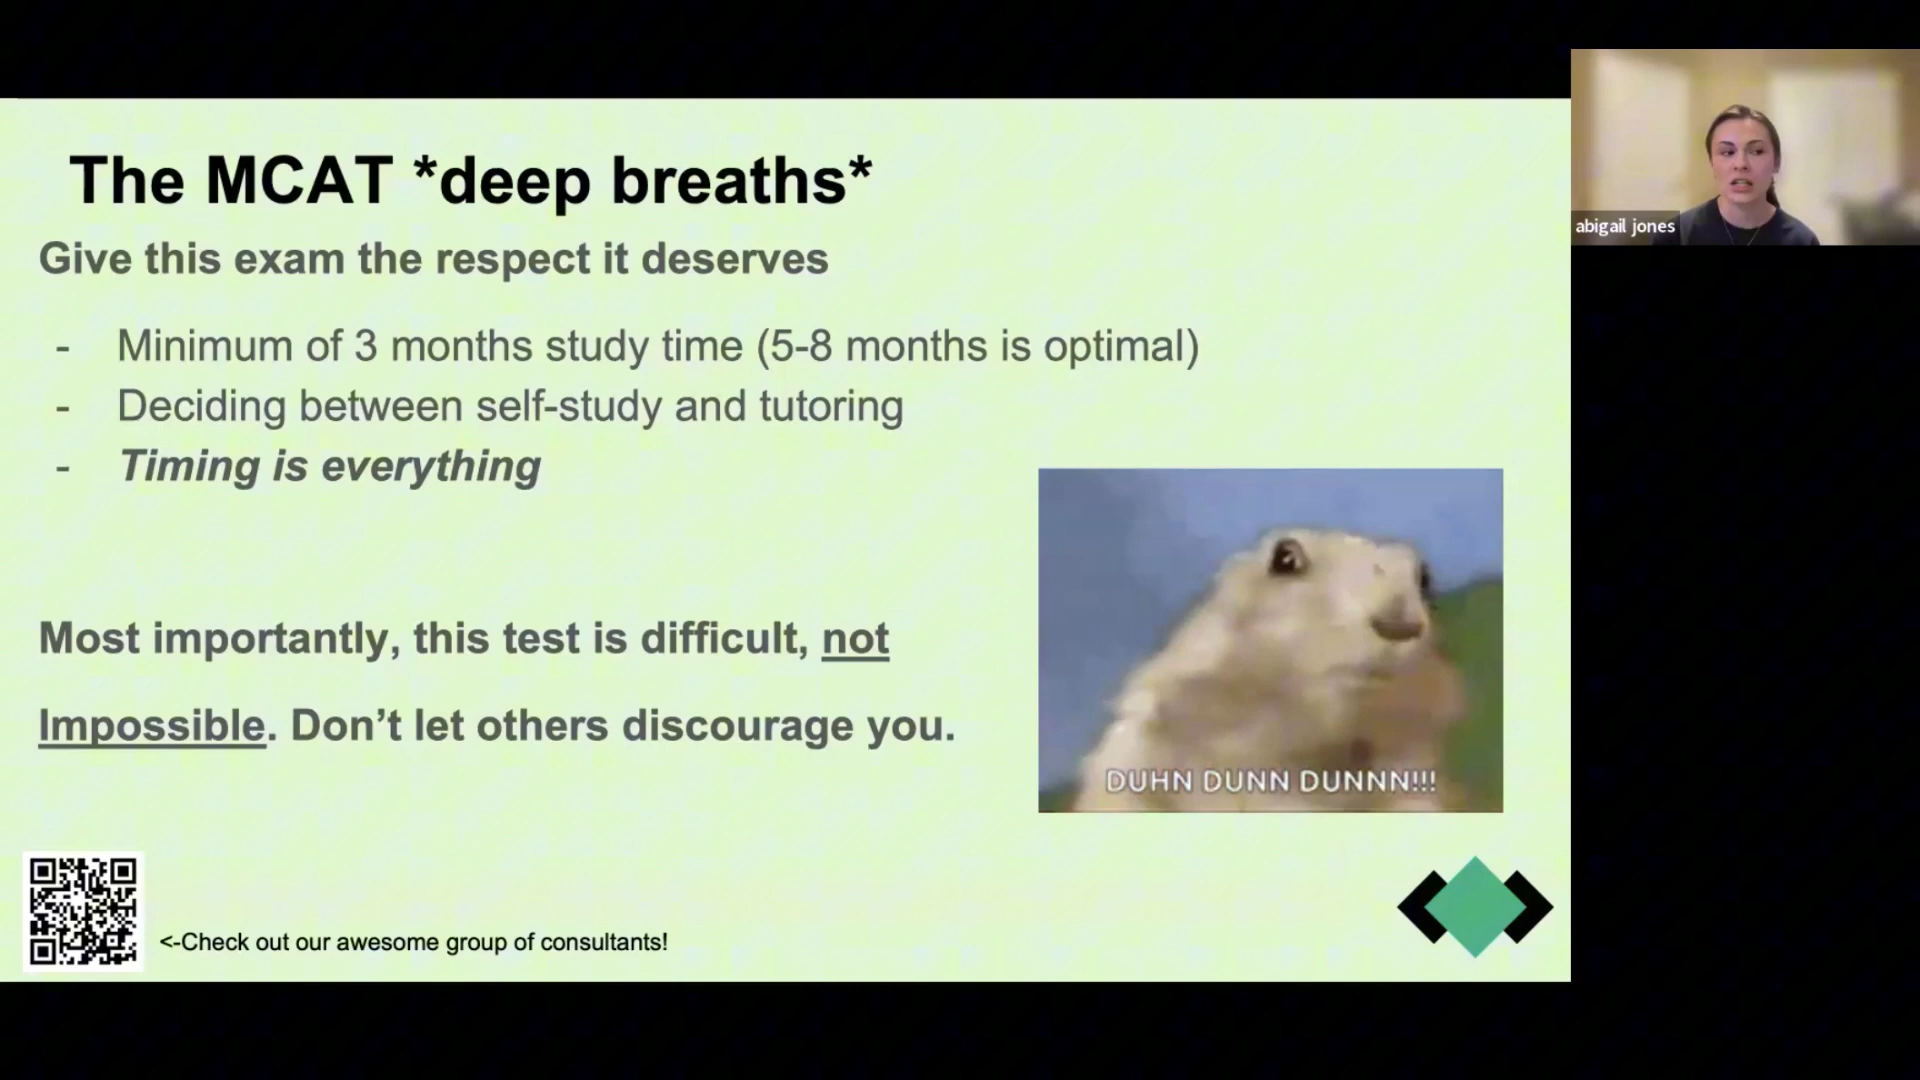 The MCAT *deep breaths*
Give this exam the respect it deserves
- Minimum of 3 months study time (5-8 months is optimal)
- Deciding between self-study and tutoring
- Timing is everything
Most importantly, this test is difficult, not
Impossible. Don’t let others discourage you.
DUHN DUNN DUNNN!!!
<-Check out our awesome group of consultants!
abigail jones